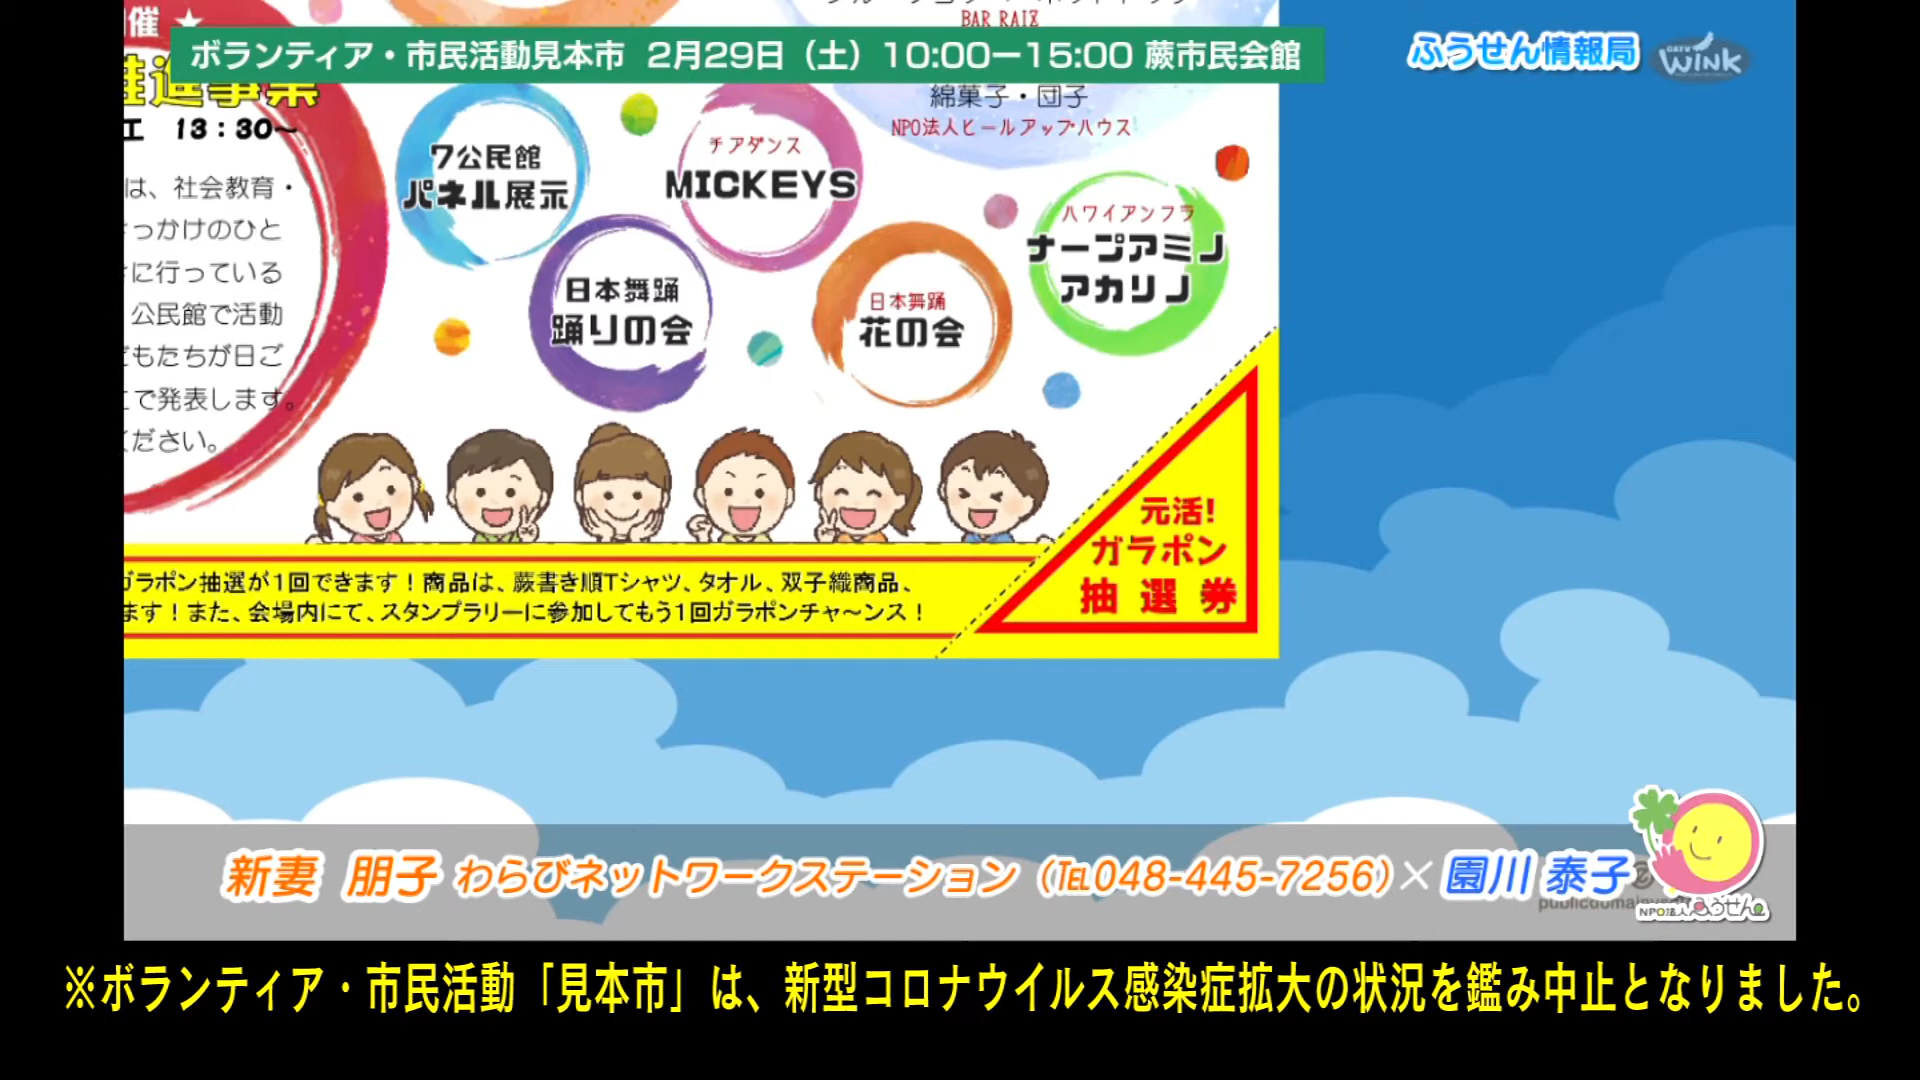 ボランティア・市民活動見本市 2月29日（土）10:00ー15:00 蕨市民会館
ふうせん情報局
GATV WINK
BAR RAIZ
綿菓子・団子
NPO法人ヒールアップハウス
催 ★
推進事業
工 13:30~
は、社会教育・
きっかけのひと
に行っている
公民館で活動
どもたちが日ご
で発表します。
ください。
7公民館
パネル展示
チアダンス
MICKEYS
ハワイアンフラ
ナープアミノ
アカリノ
日本舞踊
踊りの会
日本舞踊
花の会
元活!
ガラポン
抽選券
ガラポン抽選が1回できます！商品は、蕨書き順Tシャツ、タオル、双子織商品、
ます！また、会場内にて、スタンプラリーに参加してもう1回ガラポンチャ～ンス！
新妻 朋子 わらびネットワークステーション（℡048-445-7256）× 園川 泰子
NPO法人ふうせん
※ボランティア・市民活動「見本市」は、新型コロナウイルス感染症拡大の状況を鑑み中止となりました。